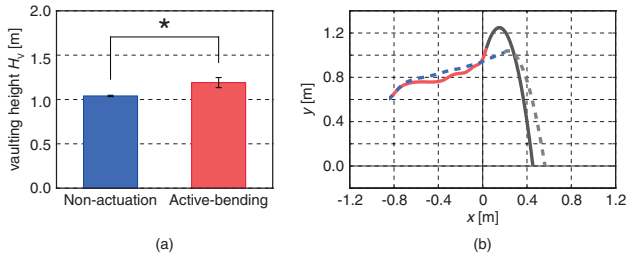 vaulting height Hv [m]
2.0
1.5
1.0
0.5
0.0
*
Non-actuation
Active-bending
(a)
y [m]
1.2
0.8
0.4
0.0
-1.2
-0.8
-0.4
0
0.4
0.8
1.2
x [m]
(b)